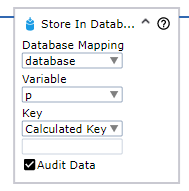 Store In Datab...
Database Mapping
database
Variable
p
Key
Calculated Key
Audit Data